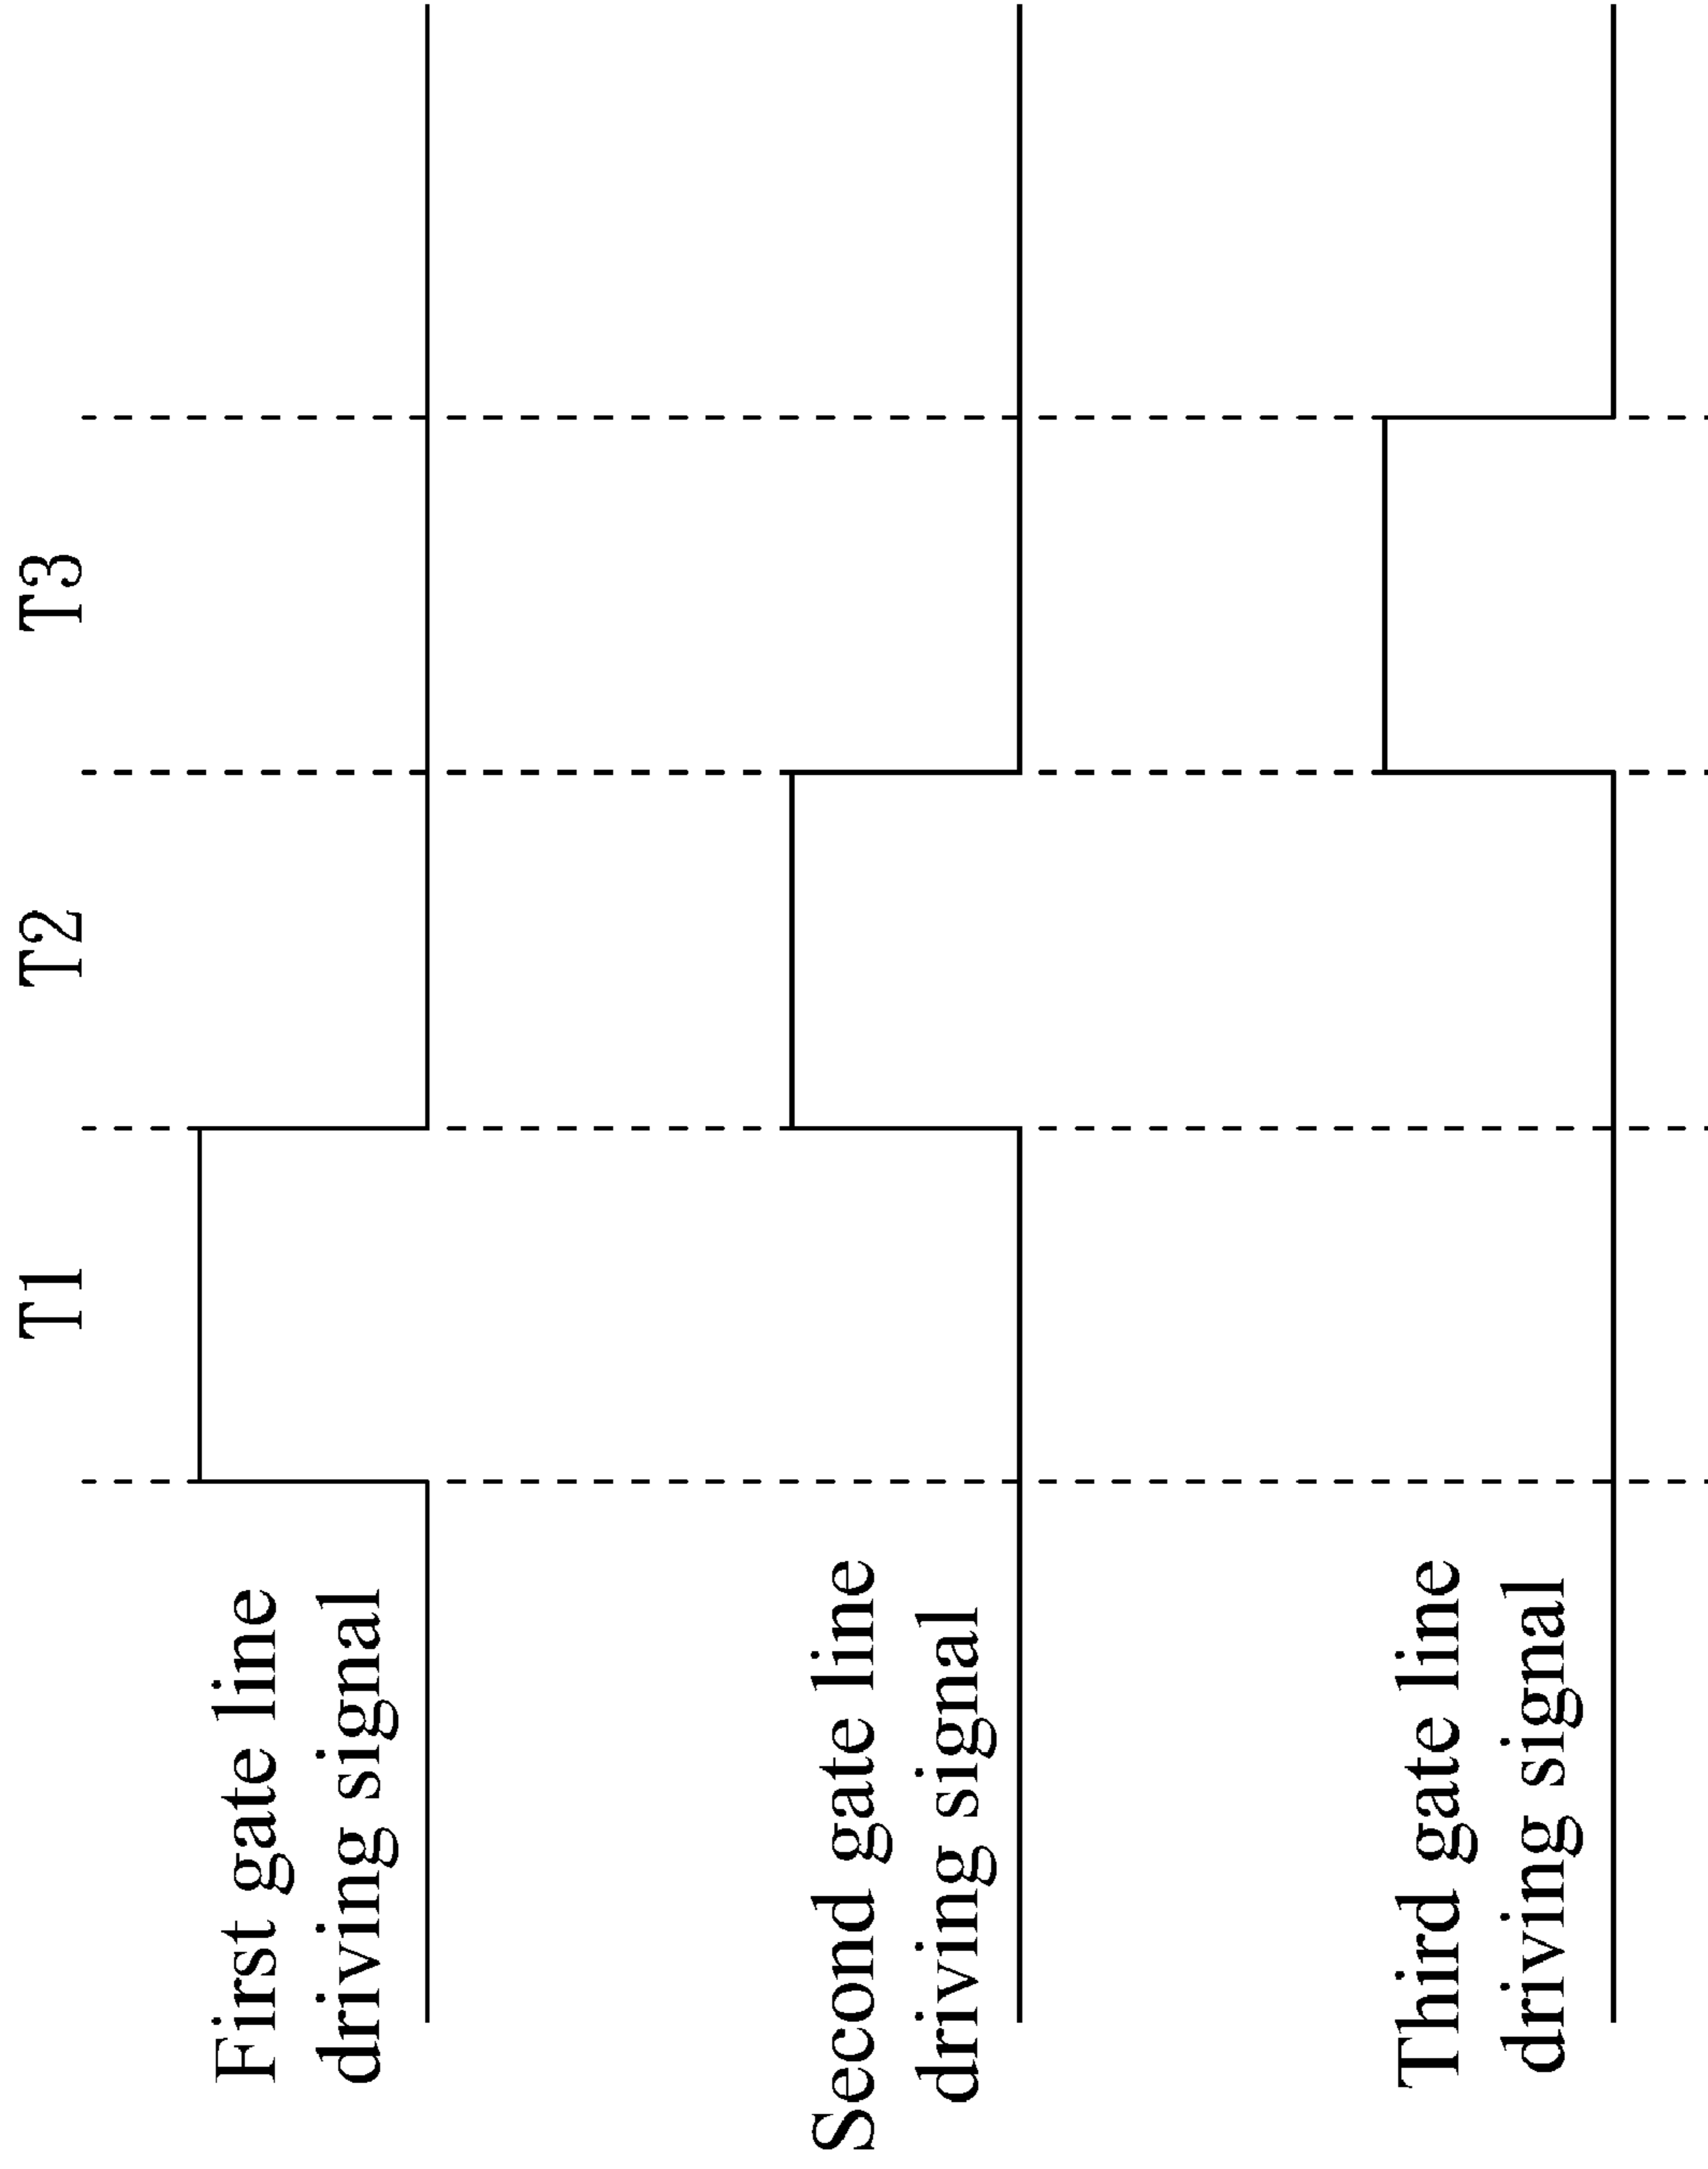 T1 T2 T3
First gate line
driving signal
Second gate line
driving signal
Third gate line
driving signal